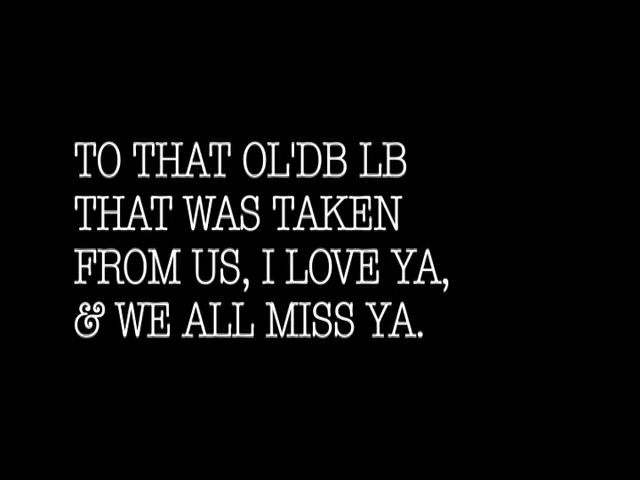 TO THAT OL'DB LB
THAT WAS TAKEN
FROM US, I LOVE YA,
& WE ALL MISS YA.